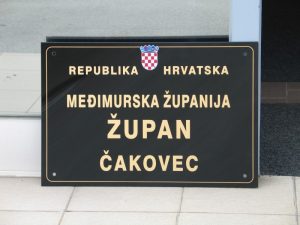 REPUBLIKA HRVATSKA
MEĐIMURSKA ŽUPANIJA
ŽUPAN
ČAKOVEC